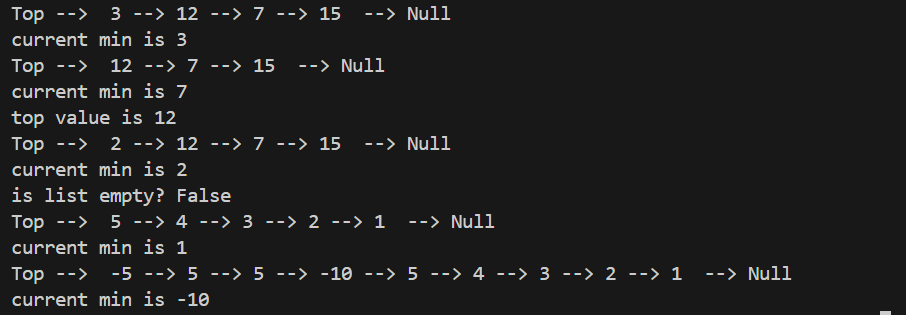 Top -->  3 --> 12 --> 7 --> 15  --> Null
current min is 3
Top -->  12 --> 7 --> 15  --> Null
current min is 7
top value is 12
Top -->  2 --> 12 --> 7 --> 15  --> Null
current min is 2
is list empty? False
Top -->  5 --> 4 --> 3 --> 2 --> 1  --> Null
current min is 1
Top -->  -5 --> 5 --> 5 --> -10 --> 5 --> 4 --> 3 --> 2 --> 1  --> Null
current min is -10